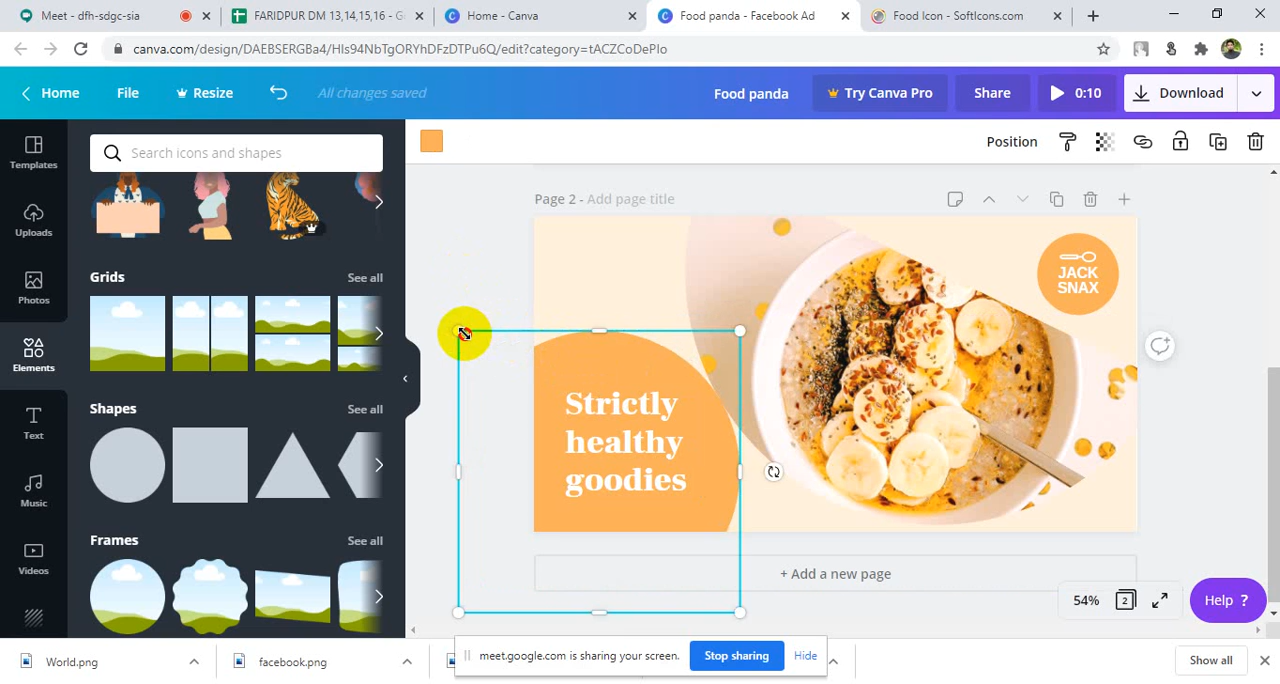 Meet - dfh-sdgc-sia
FARIDPUR DM 13,14,15,16 - G
Home - Canva
Food panda - Facebook Ad
Food Icon - SoftIcons.com
canva.com/design/DAEBSERGBa4/HIs94NbTgORYhDFzDTPu6Q/edit?category=tACZCoDePIo
Home
File
Resize
All changes saved
Food panda
Try Canva Pro
Share
0:10
Download
Templates
Uploads
Photos
Elements
Text
Music
Videos
Search icons and shapes
Grids
See all
Shapes
See all
Frames
See all
Position
Page 2 - Add page title
JACK
SNAX
Strictly
healthy
goodies
+ Add a new page
54%
2
Help ?
World.png
facebook.png
meet.google.com is sharing your screen.
Stop sharing
Hide
Show all